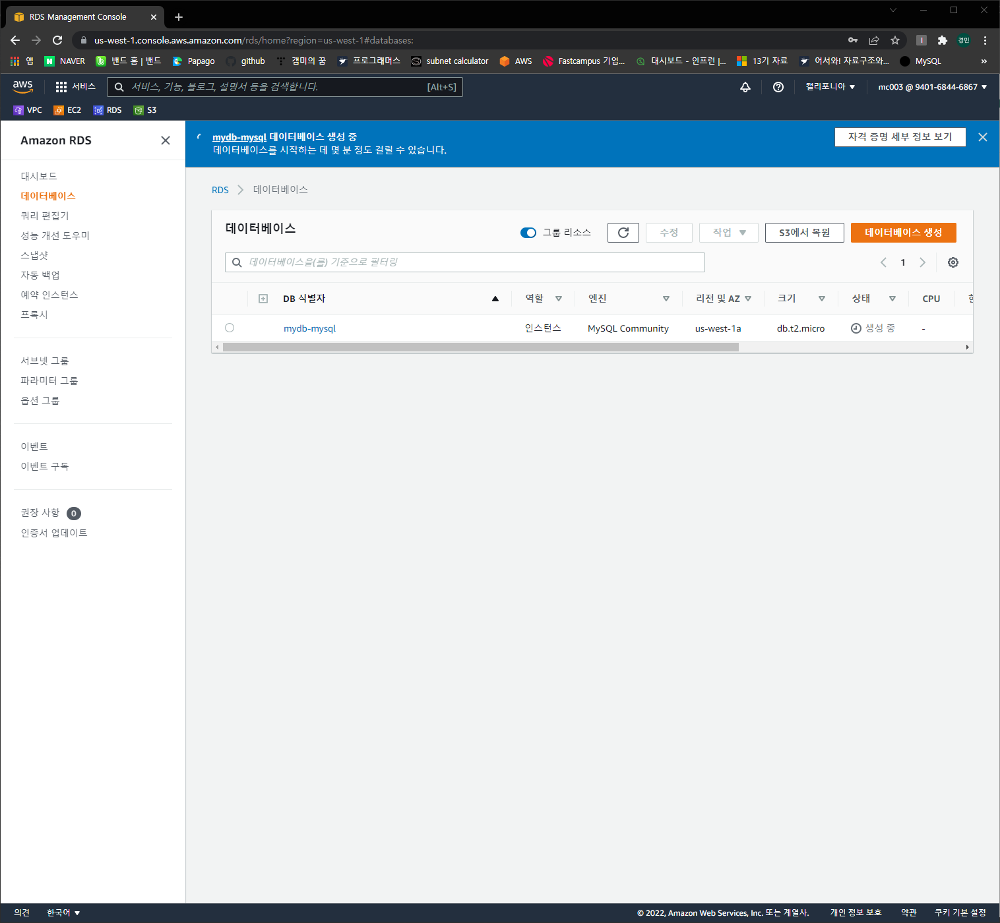 RDS Management Console
us-west-1.console.aws.amazon.com/rds/home?region=us-west-1#databases:
경민
앱 NAVER 밴드 홈 | 밴드 Papago github 캠미의 꿈 프로그래머스 subnet calculator AWS Fastcampus 기업... 대시보드 - 인프런 |... 13기 자료 어서와! 자료구조와... MySQL »
aws 서비스 서비스, 기능, 블로그, 설명서 등을 검색합니다. [Alt+S] 캘리포니아 mc003 @ 9401-6844-6867
VPC EC2 RDS S3
Amazon RDS
대시보드
데이터베이스
쿼리 편집기
성능 개선 도우미
스냅샷
자동 백업
예약 인스턴스
프록시
서브넷 그룹
파라미터 그룹
옵션 그룹
이벤트
이벤트 구독
권장 사항 0
인증서 업데이트
mydb-mysql 데이터베이스 생성 중
데이터베이스를 시작하는 데 몇 분 정도 걸릴 수 있습니다.
자격 증명 세부 정보 보기
RDS 데이터베이스
데이터베이스
그룹 리소스 수정 작업 S3에서 복원 데이터베이스 생성
데이터베이스을(를) 기준으로 필터링 1
DB 식별자 역할 엔진 리전 및 AZ 크기 상태 CPU
mydb-mysql 인스턴스 MySQL Community us-west-1a db.t2.micro 생성 중 -
의견 한국어 © 2022, Amazon Web Services, Inc. 또는 계열사. 개인 정보 보호 약관 쿠키 기본 설정